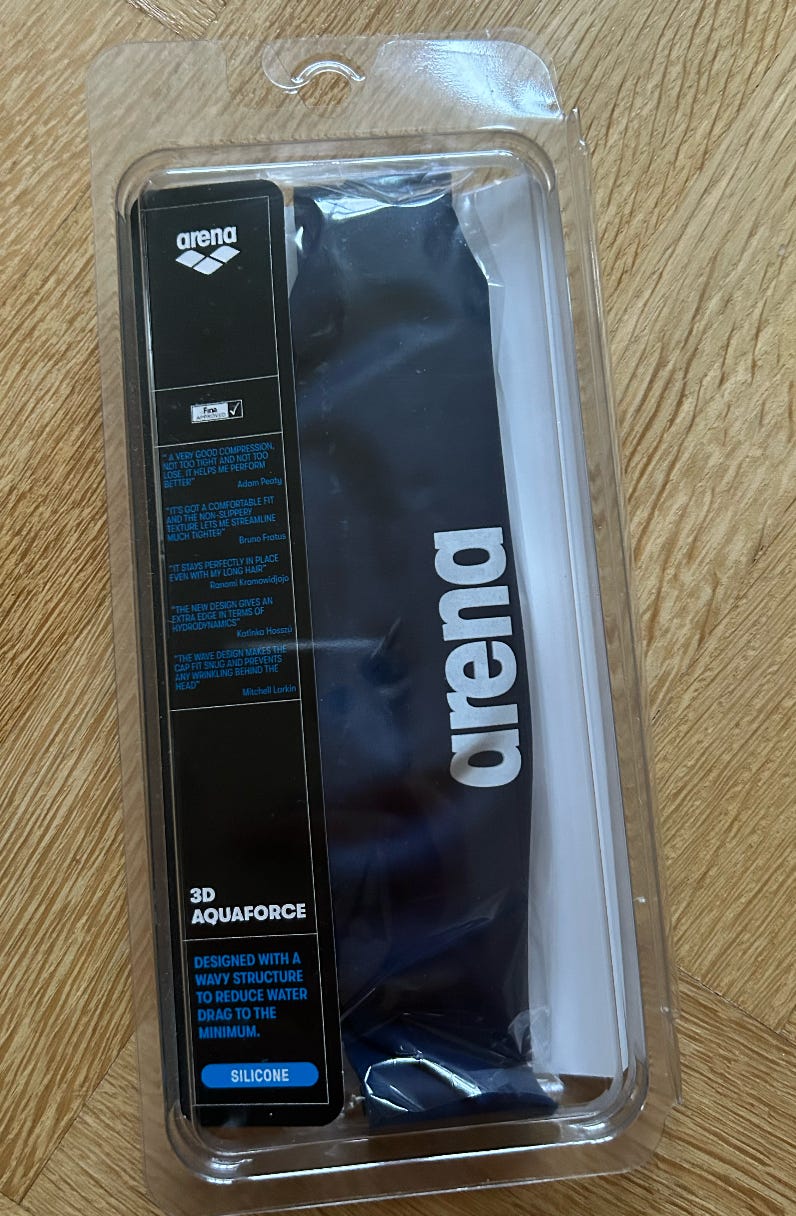 arena
Fina
APPROVED
"A VERY GOOD COMPRESSION,
NOT TOO TIGHT AND NOT TOO
LOSE. IT HELPS ME PERFORM
BETTER"
Adam Peaty
"IT'S GOT A COMFORTABLE FIT
AND THE NON-SLIPPERY
TEXTURE LETS ME STREAMLINE
MUCH TIGHTER"
Bruno Fratus
"IT STAYS PERFECTLY IN PLACE
EVEN WITH MY LONG HAIR"
Ranomi Kromowidjojo
"THE NEW DESIGN GIVES AN
EXTRA EDGE IN TERMS OF
HYDRODYNAMICS"
Katinka Hosszú
"THE WAVE DESIGN MAKES THE
CAP FIT SNUG AND PREVENTS
ANY WRINKLING BEHIND THE
HEAD"
Mitchell Larkin
3D
AQUAFORCE
DESIGNED WITH A
WAVY STRUCTURE
TO REDUCE WATER
DRAG TO THE
MINIMUM.
SILICONE
arena